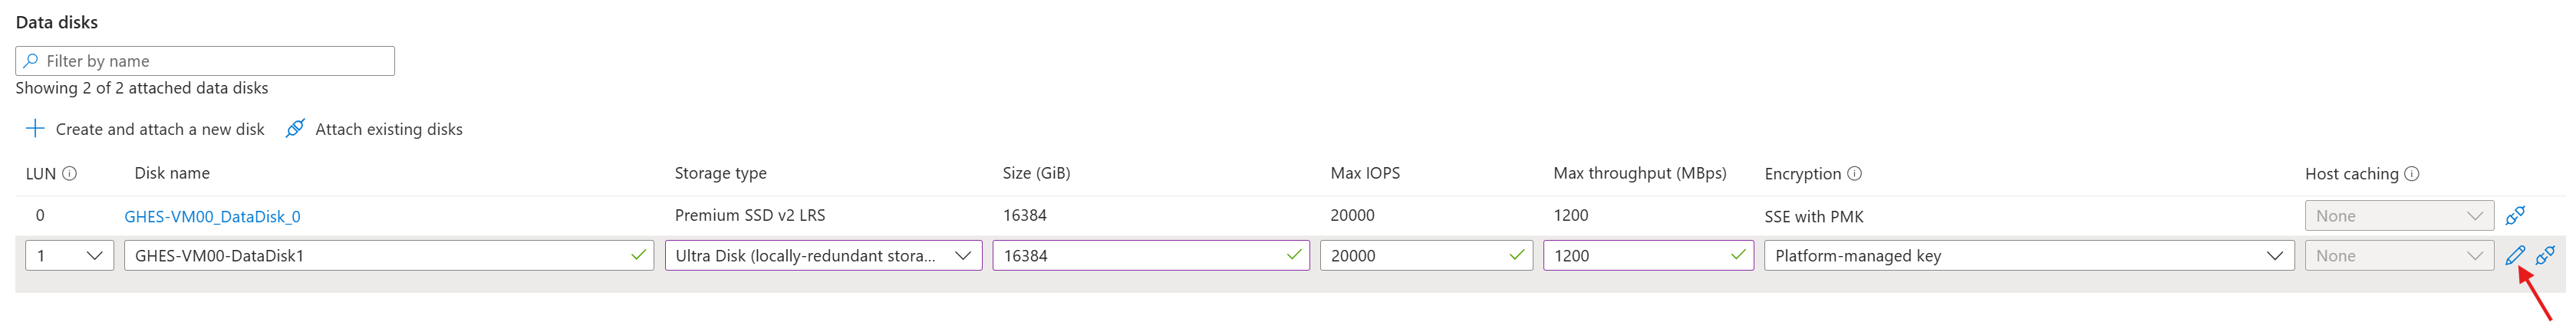 Data disks
Filter by name
Showing 2 of 2 attached data disks
Create and attach a new disk Attach existing disks
LUN Disk name Storage type Size (GiB) Max IOPS Max throughput (MBps) Encryption Host caching
0 GHES-VM00_DataDisk_0 Premium SSD v2 LRS 16384 20000 1200 SSE with PMK None
1 GHES-VM00-DataDisk1 Ultra Disk (locally-redundant stora... 16384 20000 1200 Platform-managed key None